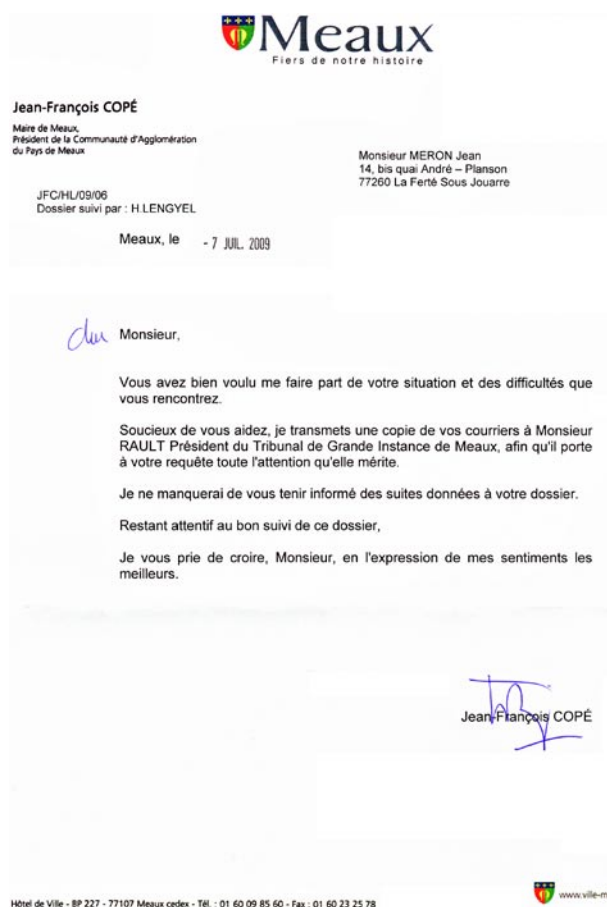 Meaux
Fiers de notre histoire
Jean-François COPÉ
Maire de Meaux,
Président de la Communauté d'Agglomération
du Pays de Meaux
Monsieur MERON Jean
14, bis quai André – Planson
77260 La Ferté Sous Jouarre
JFC/HL/09/06
Dossier suivi par : H.LENGYEL
Meaux, le - 7 JUIL. 2009
Monsieur,
Vous avez bien voulu me faire part de votre situation et des difficultés que
vous rencontrez.
Soucieux de vous aidez, je transmets une copie de vos courriers à Monsieur
RAULT Président du Tribunal de Grande Instance de Meaux, afin qu'il porte
à votre requête toute l'attention qu'elle mérite.
Je ne manquerai de vous tenir informé des suites données à votre dossier.
Restant attentif au bon suivi de ce dossier,
Je vous prie de croire, Monsieur, en l'expression de mes sentiments les
meilleurs.
Jean-François COPÉ
www.ville-m
Hôtel de Ville - BP 227 - 77107 Meaux cedex - Tél. : 01 60 09 85 60 - Fax : 01 60 23 25 78